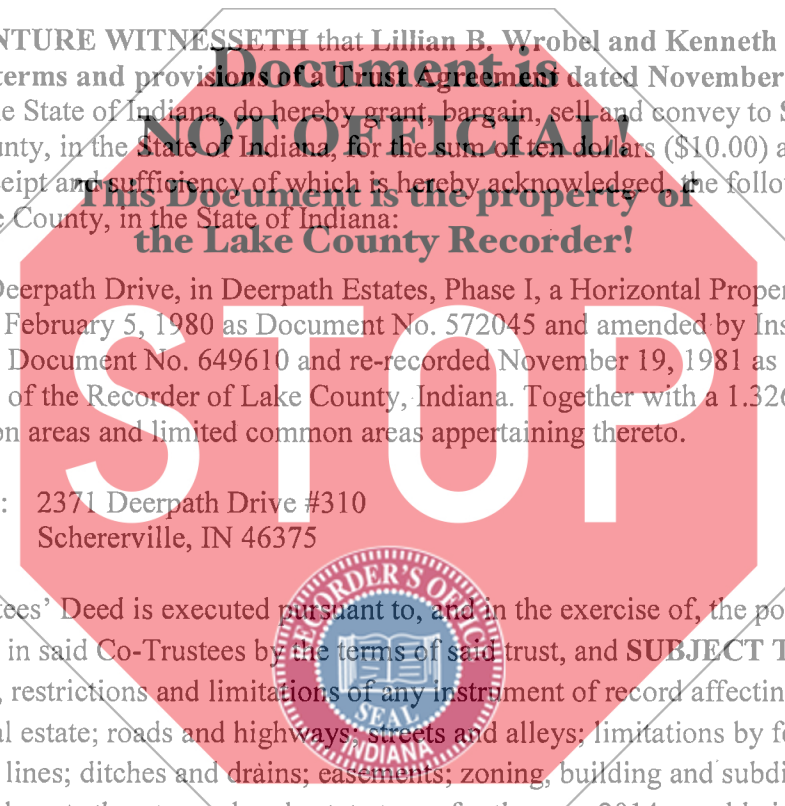 NTURE WITNESSETH that Lillian B. Wrobel and Kenneth
Document is
terms and provisions of a Trust Agreement dated November
e State of Indiana, do hereby grant, bargain, sell and convey to S
NOT OFFICIAL!
unty, in the State of Indiana, for the sum of ten dollars ($10.00) a
eipt and sufficiency of which is hereby acknowledged, the follow
This Document is the property of
e County, in the State of Indiana:
the Lake County Recorder!
Deerpath Drive, in Deerpath Estates, Phase I, a Horizontal Proper
February 5, 1980 as Document No. 572045 and amended by Ins
Document No. 649610 and re-recorded November 19, 1981 as
of the Recorder of Lake County, Indiana. Together with a 1.326
on areas and limited common areas appertaining thereto.
STOP
: 2371 Deerpath Drive #310
Schererville, IN 46375
RECORDER'S OFFICE
tees' Deed is executed pursuant to, and in the exercise of, the po
in said Co-Trustees by the terms of said trust, and SUBJECT T
, restrictions and limitations of any instrument of record affectin
SEAL
al estate; roads and highways; streets and alleys; limitations by fe
INDIANA
lines; ditches and drains; easements; zoning, building and subdi